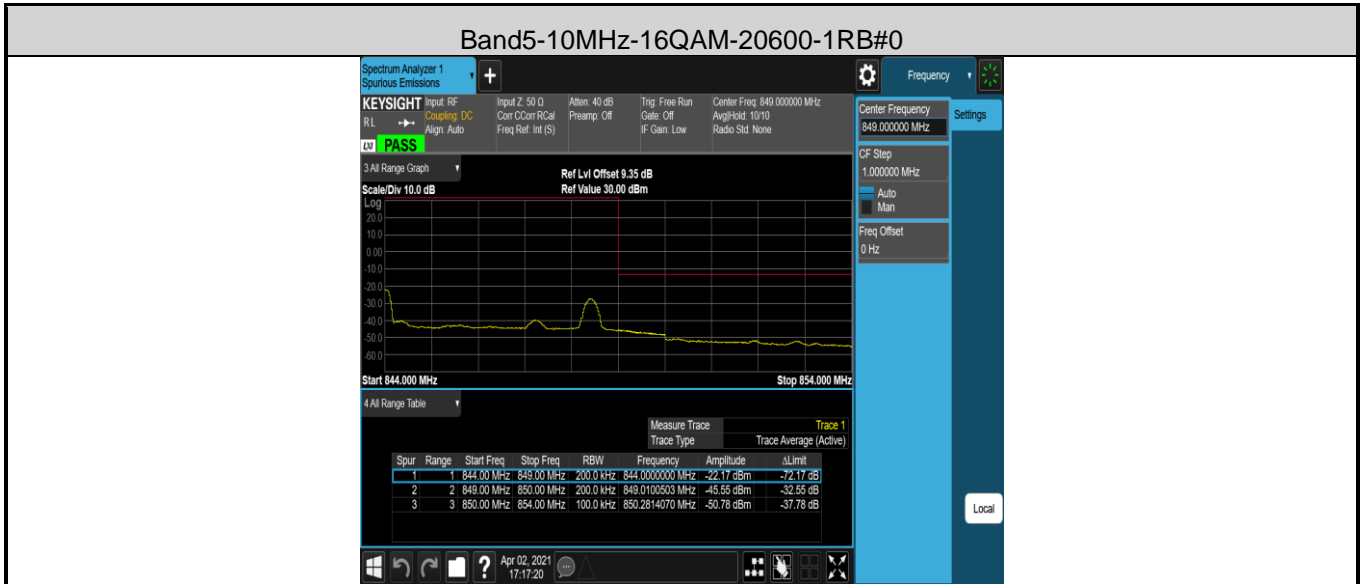 Band5-10MHz-16QAM-20600-1RB#0
Spectrum Analyzer 1
Spurious Emissions
+
Frequency
KEYSIGHT
RL
Input: RF
Coupling: DC
Align: Auto
Input Z: 50 Ω
Corr CCorr RCal
Freq Ref: Int (S)
Atten: 40 dB
Preamp: Off
Trig: Free Run
Gate: Off
IF Gain: Low
Center Freq: 849.000000 MHz
Avg|Hold: 10/10
Radio Std: None
LXI PASS
Center Frequency
849.000000 MHz
Settings
CF Step
1.000000 MHz
Auto
Man
Freq Offset
0 Hz
3 All Range Graph
Ref Lvl Offset 9.35 dB
Scale/Div 10.0 dB
Ref Value 30.00 dBm
Log
20.0
10.0
0.00
-10.0
-20.0
-30.0
-40.0
-50.0
-60.0
Start 844.000 MHz
Stop 854.000 MHz
4 All Range Table
Measure Trace Trace 1
Trace Type Trace Average (Active)
Spur Range Start Freq Stop Freq RBW Frequency Amplitude ΔLimit
1 1 844.00 MHz 849.00 MHz 200.0 kHz 844.0000000 MHz -22.17 dBm -72.17 dB
2 2 849.00 MHz 850.00 MHz 200.0 kHz 849.0100503 MHz -45.55 dBm -32.55 dB
3 3 850.00 MHz 854.00 MHz 100.0 kHz 850.2814070 MHz -50.78 dBm -37.78 dB
Local
?
Apr 02, 2021
17:17:20